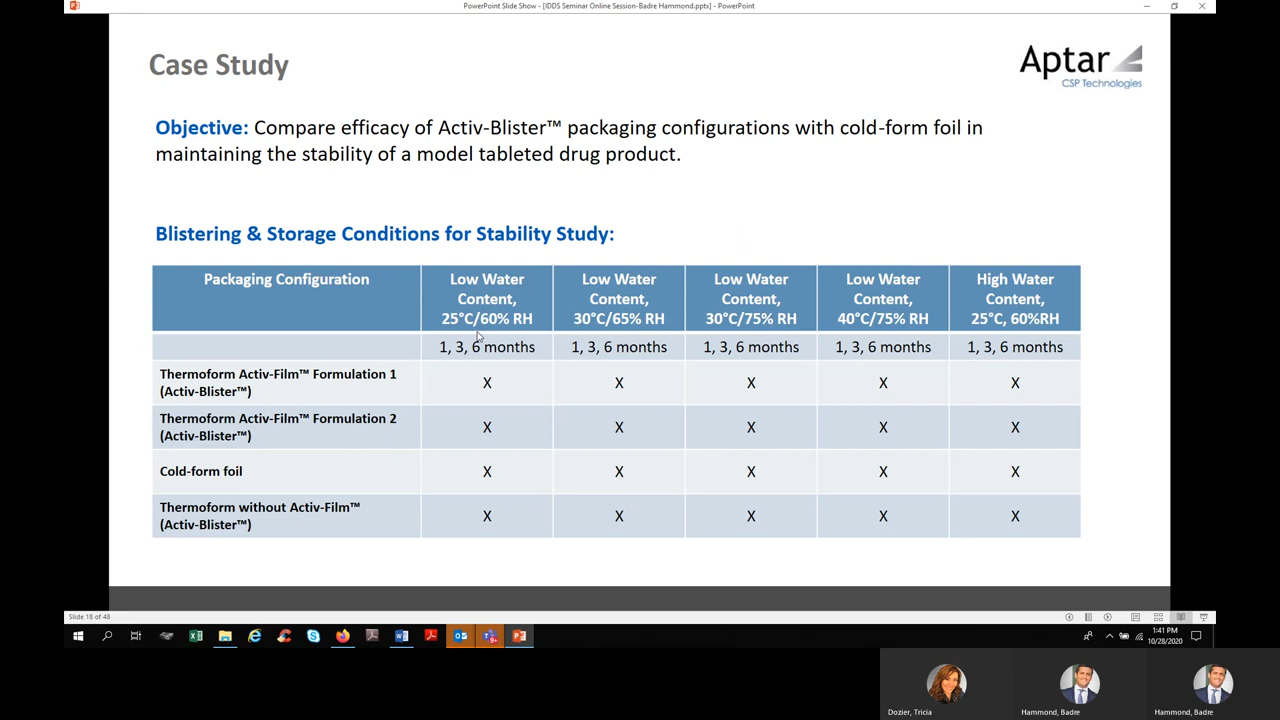 PowerPoint Slide Show - [IDDS Seminar Online Session-Badre Hammond.pptx] - PowerPoint
Case Study
Aptar
CSP Technologies
Objective: Compare efficacy of Activ-Blister™ packaging configurations with cold-form foil in
maintaining the stability of a model tableted drug product.
Blistering & Storage Conditions for Stability Study:
Packaging Configuration
Low Water
Content,
25°C/60% RH
Low Water
Content,
30°C/65% RH
Low Water
Content,
30°C/75% RH
Low Water
Content,
40°C/75% RH
High Water
Content,
25°C, 60%RH
1, 3, 6 months 1, 3, 6 months 1, 3, 6 months 1, 3, 6 months 1, 3, 6 months
Thermoform Activ-Film™ Formulation 1
(Activ-Blister™)
X X X X X
Thermoform Activ-Film™ Formulation 2
(Activ-Blister™)
X X X X X
Cold-form foil X X X X X
Thermoform without Activ-Film™
(Activ-Blister™)
X X X X X
Slide 18 of 48
1:41 PM
10/28/2020
Dozier, Tricia
Hammond, Badre
Hammond, Badre